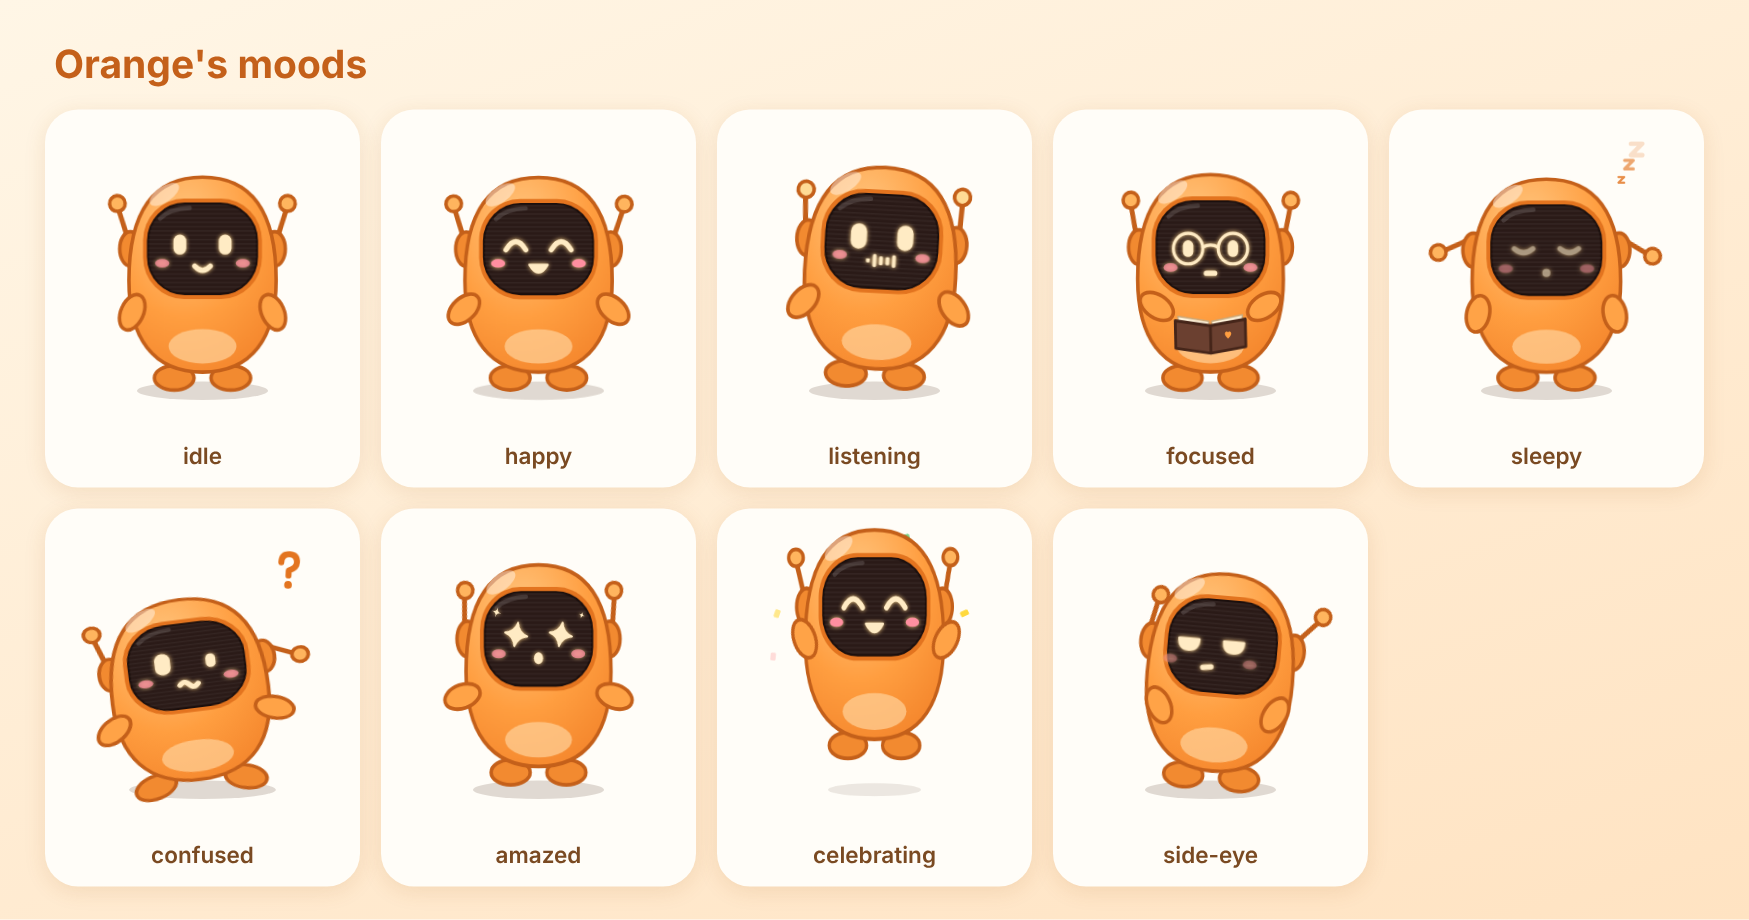 Orange's moods
z
z
z
idle
happy
listening
focused
sleepy
?
confused
amazed
celebrating
side-eye